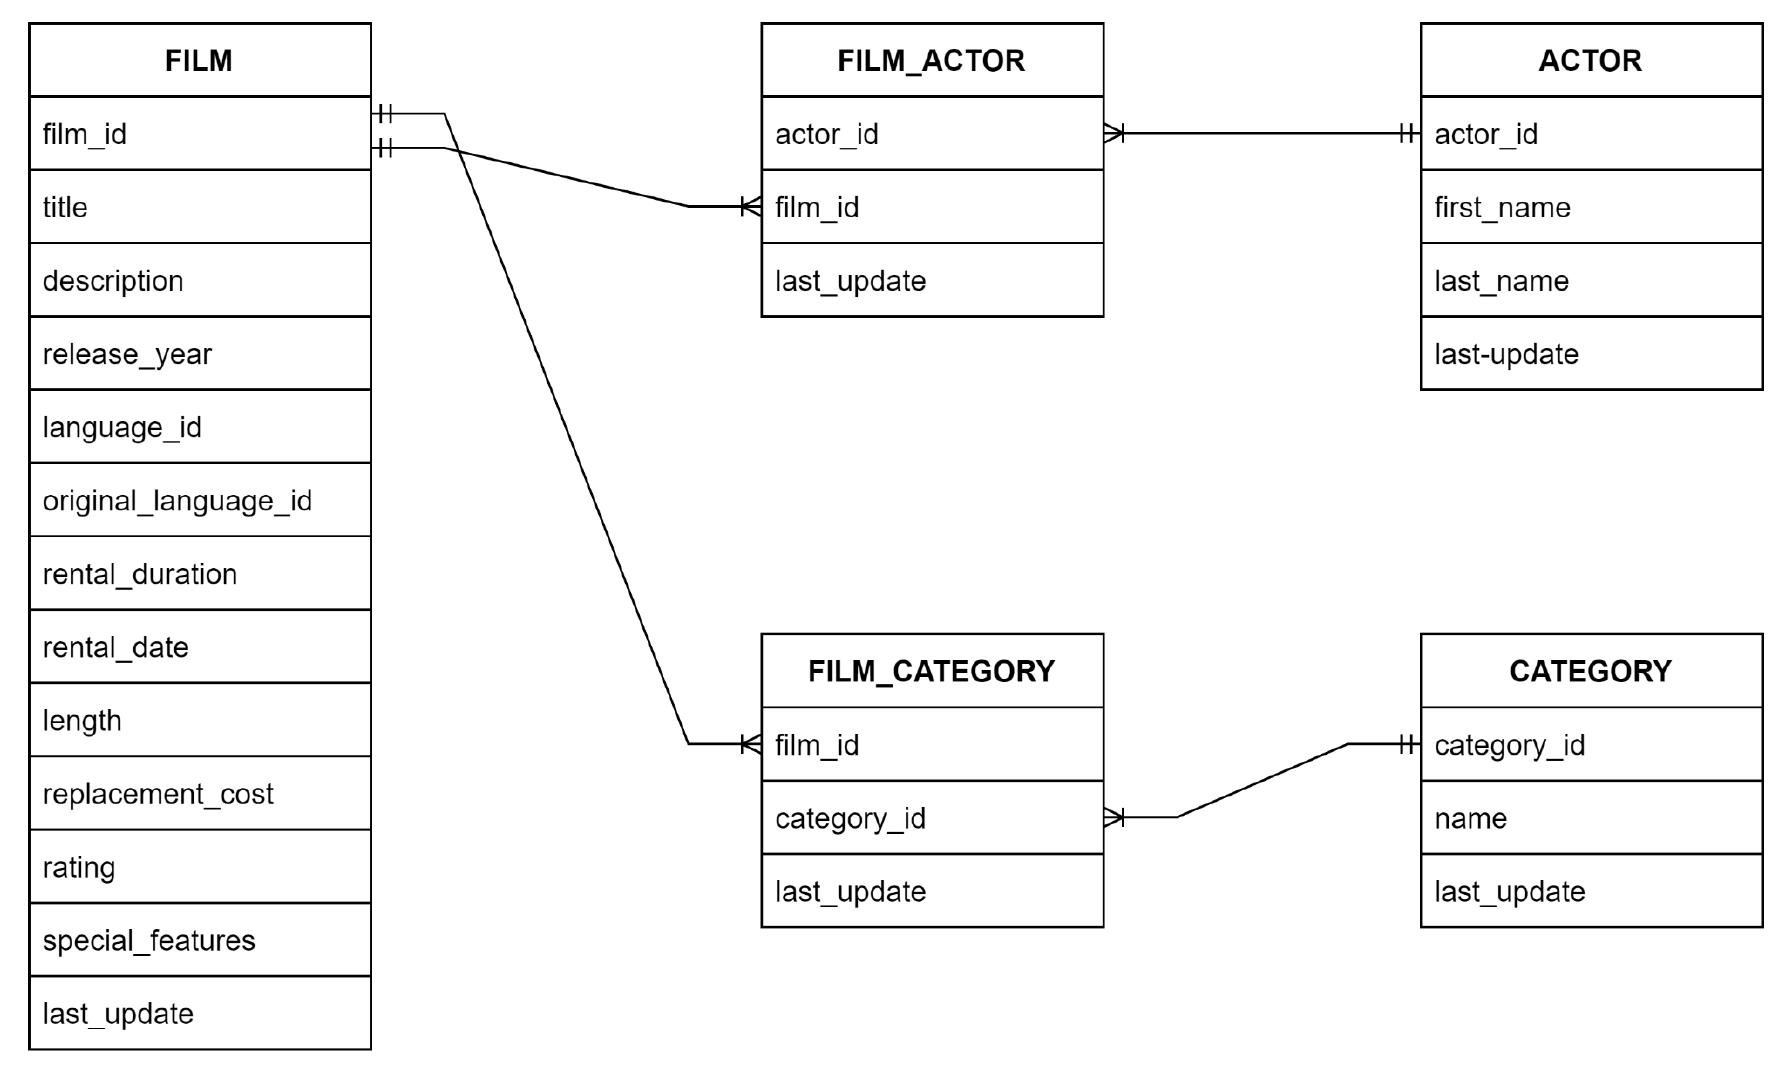 FILM
film_id
title
description
release_year
language_id
original_language_id
rental_duration
rental_date
length
replacement_cost
rating
special_features
last_update
FILM_ACTOR
actor_id
film_id
last_update
ACTOR
actor_id
first_name
last_name
last-update
FILM_CATEGORY
film_id
category_id
last_update
CATEGORY
category_id
name
last_update